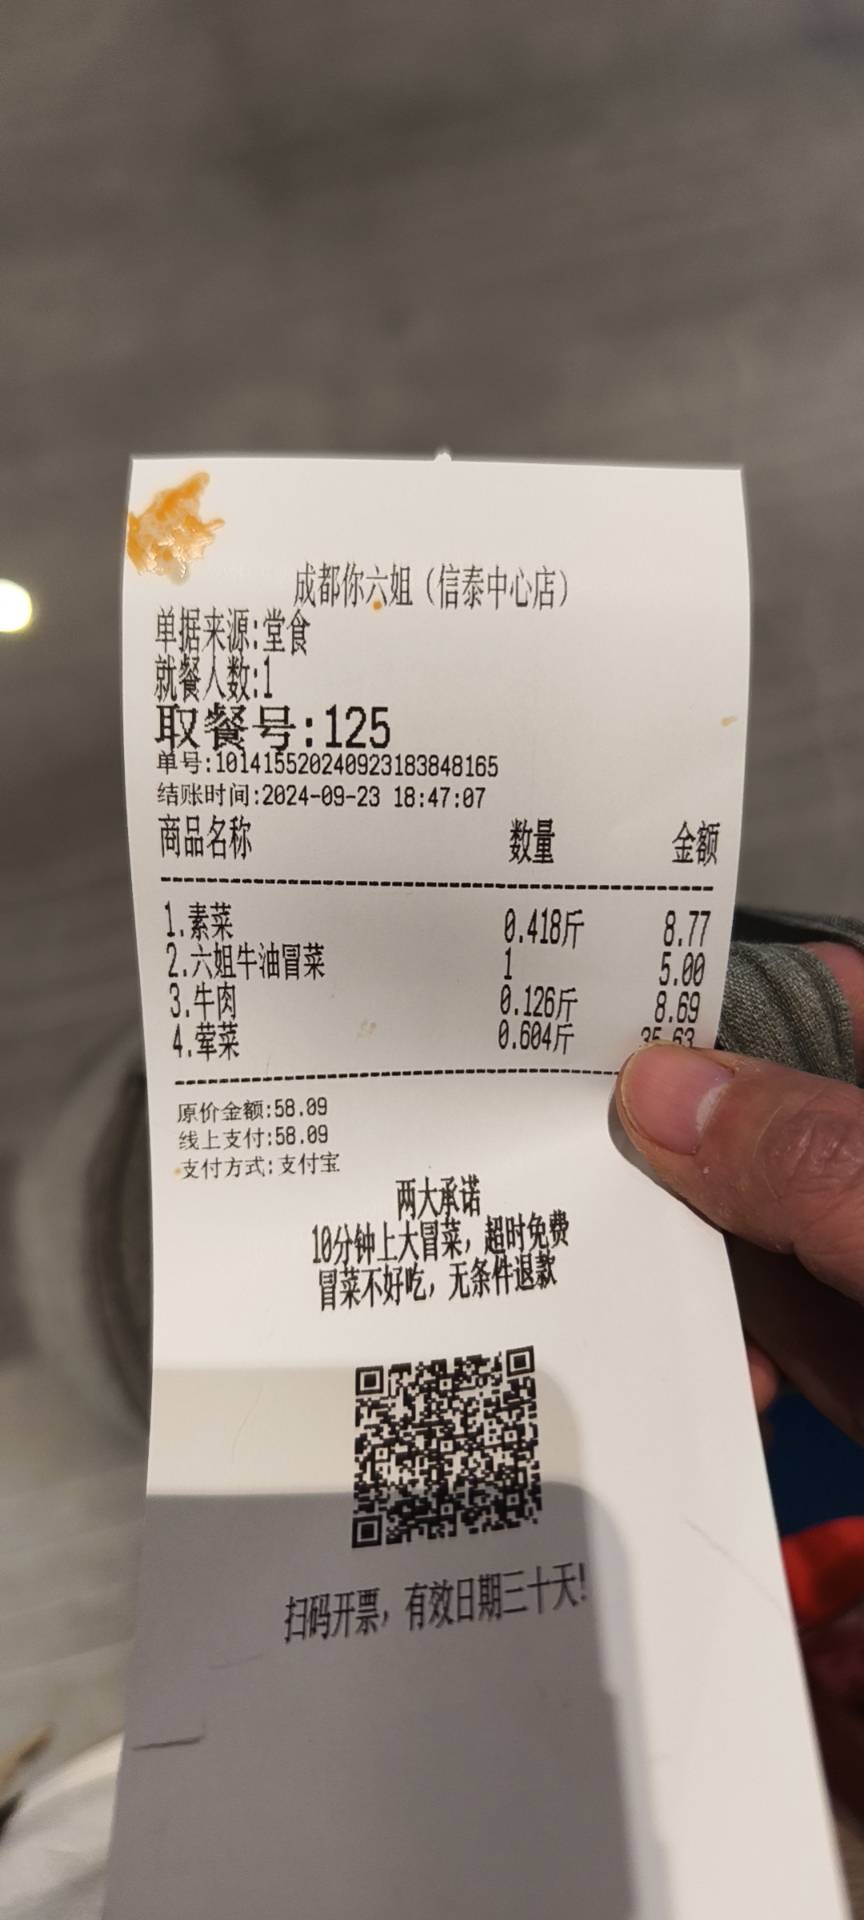 成都你六姐（信泰中心店）
单据来源:堂食
就餐人数:1
取餐号:125
单号:101415520240923183848165
结账时间:2024-09-23 18:47:07
商品名称 数量 金额
1.素菜 0.418斤 8.77
2.六姐牛油冒菜 1 5.00
3.牛肉 0.126斤 8.69
4.荤菜 0.604斤 35.63
原价金额:58.09
线上支付:58.09
支付方式:支付宝
两大承诺
10分钟上大冒菜，超时免费
冒菜不好吃，无条件退款
扫码开票，有效日期三十天!